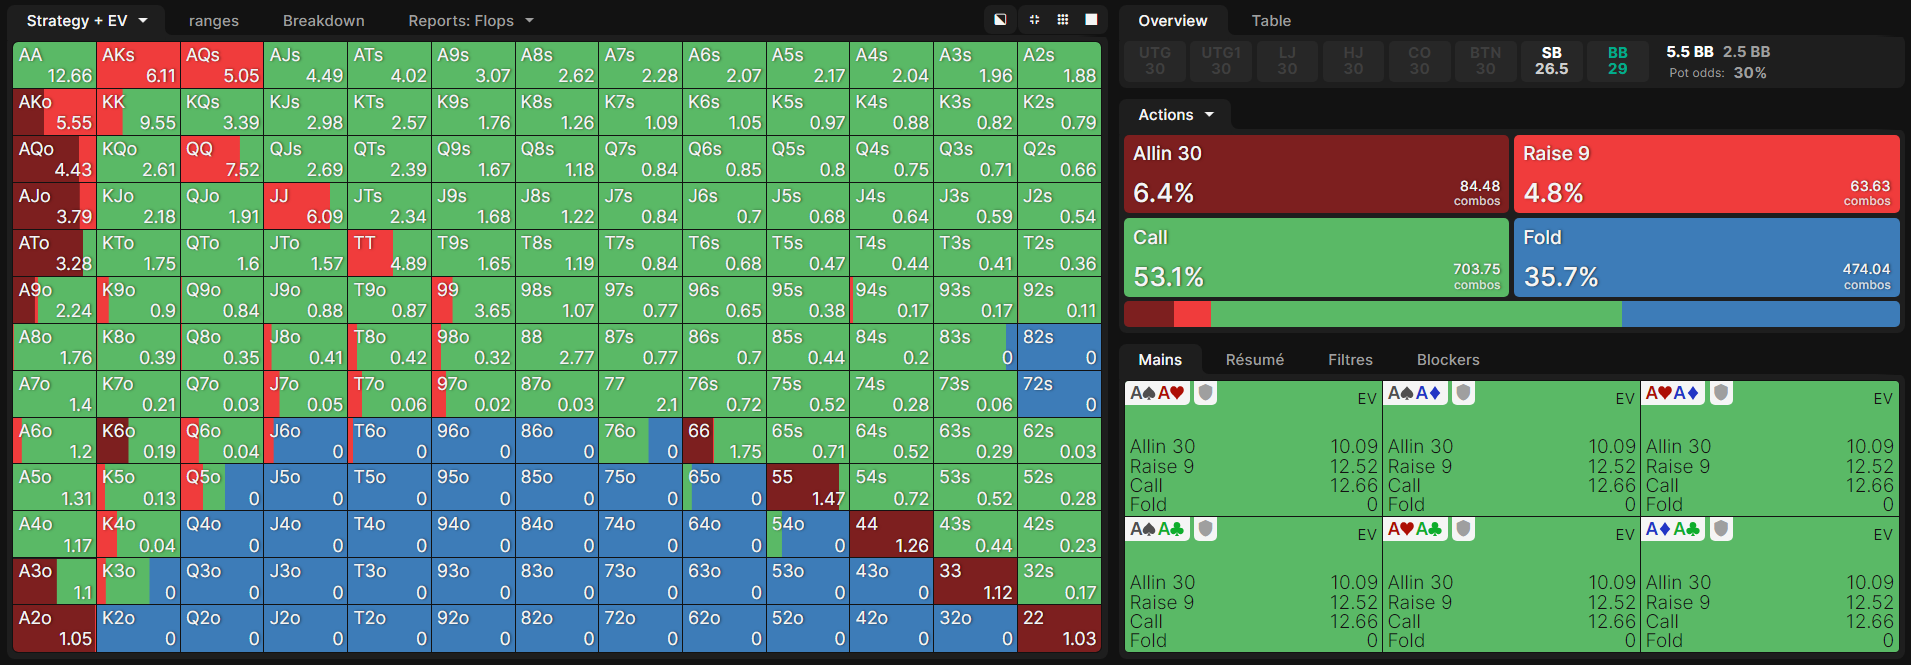 Strategy + EV ranges Breakdown Reports: Flops
AA AKs AQs AJs ATs A9s A8s A7s A6s A5s A4s A3s A2s
12.66 6.11 5.05 4.49 4.02 3.07 2.62 2.28 2.07 2.17 2.04 1.96 1.88
AKo KK KQs KJs KTs K9s K8s K7s K6s K5s K4s K3s K2s
5.55 9.55 3.39 2.98 2.57 1.76 1.26 1.09 1.05 0.97 0.88 0.82 0.79
AQo KQo QQ QJs QTs Q9s Q8s Q7s Q6s Q5s Q4s Q3s Q2s
4.43 2.61 7.52 2.69 2.39 1.67 1.18 0.84 0.85 0.8 0.75 0.71 0.66
AJo KJo QJo JJ JTs J9s J8s J7s J6s J5s J4s J3s J2s
3.79 2.18 1.91 6.09 2.34 1.68 1.22 0.84 0.7 0.68 0.64 0.59 0.54
ATo KTo QTo JTo TT T9s T8s T7s T6s T5s T4s T3s T2s
3.28 1.75 1.6 1.57 4.89 1.65 1.19 0.84 0.68 0.47 0.44 0.41 0.36
A9o K9o Q9o J9o T9o 99 98s 97s 96s 95s 94s 93s 92s
2.24 0.9 0.84 0.88 0.87 3.65 1.07 0.77 0.65 0.38 0.17 0.17 0.11
A8o K8o Q8o J8o T8o 98o 88 87s 86s 85s 84s 83s 82s
1.76 0.39 0.35 0.41 0.42 0.32 2.77 0.77 0.7 0.44 0.2 0 0
A7o K7o Q7o J7o T7o 97o 87o 77 76s 75s 74s 73s 72s
1.4 0.21 0.03 0.05 0.06 0.02 0.03 2.1 0.72 0.52 0.28 0.06 0
A6o K6o Q6o J6o T6o 96o 86o 76o 66 65s 64s 63s 62s
1.2 0.19 0.04 0 0 0 0 0 1.75 0.71 0.52 0.29 0.03
A5o K5o Q5o J5o T5o 95o 85o 75o 65o 55 54s 53s 52s
1.31 0.13 0 0 0 0 0 0 0 1.47 0.72 0.52 0.28
A4o K4o Q4o J4o T4o 94o 84o 74o 64o 54o 44 43s 42s
1.17 0.04 0 0 0 0 0 0 0 0 1.26 0.44 0.23
A3o K3o Q3o J3o T3o 93o 83o 73o 63o 53o 43o 33 32s
1.1 0 0 0 0 0 0 0 0 0 0 1.12 0.17
A2o K2o Q2o J2o T2o 92o 82o 72o 62o 52o 42o 32o 22
1.05 0 0 0 0 0 0 0 0 0 0 0 1.03
Overview Table
UTG UTG1 LJ HJ CO BTN SB BB 5.5 BB 2.5 BB
30 30 30 30 30 30 26.5 29 Pot odds: 30%
Actions
Allin 30 Raise 9
6.4% 84.48 combos 4.8% 63.63 combos
Call Fold
53.1% 703.75 combos 35.7% 474.04 combos
Mains Résumé Filtres Blockers
A♠A♥ EV A♠A♦ EV A♥A♦ EV
Allin 30 10.09 Allin 30 10.09 Allin 30 10.09
Raise 9 12.52 Raise 9 12.52 Raise 9 12.52
Call 12.66 Call 12.66 Call 12.66
Fold 0 Fold 0 Fold 0
A♠A♣ EV A♥A♣ EV A♦A♣ EV
Allin 30 10.09 Allin 30 10.09 Allin 30 10.09
Raise 9 12.52 Raise 9 12.52 Raise 9 12.52
Call 12.66 Call 12.66 Call 12.66
Fold 0 Fold 0 Fold 0